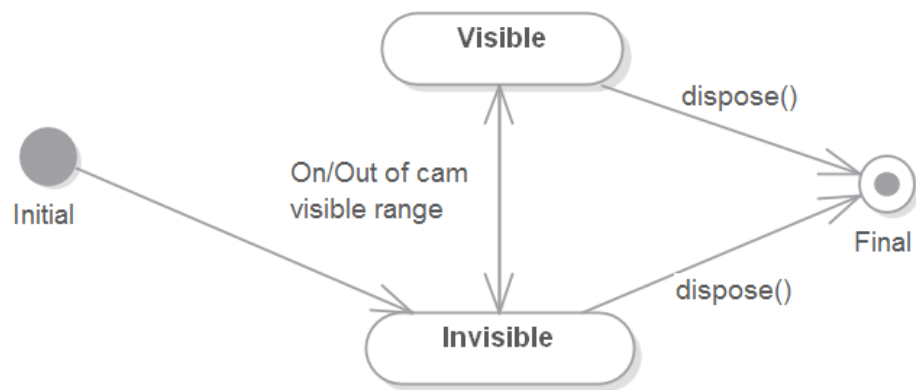 Visible
dispose()
On/Out of cam
visible range
Initial
Final
dispose()
Invisible